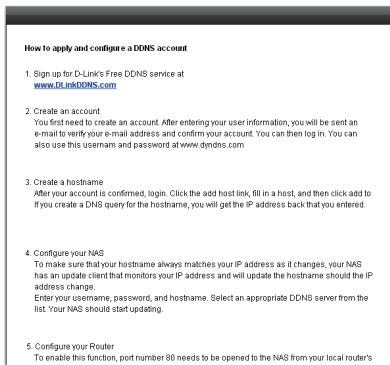 How to apply and configure a DDNS account
1. Sign up for D-Link's Free DDNS service at
www.DLinkDDNS.com
2. Create an account
You first need to create an account. After entering your user information, you will be sent an
e-mail to verify your e-mail address and confirm your account. You can then log in. You can
also use this usernam and password at www.dyndns.com
3. Create a hostname
After your account is confirmed, login. Click the add host link, fill in a host, and then click add to
If you create a DNS query for the hostname, you will get the IP address back that you entered.
4. Configure your NAS
To make sure that your hostname always matches your IP address as it changes, your NAS
has an update client that monitors your IP address and will update the hostname should the IP
address change.
Enter your username, password, and hostname. Select an appropriate DDNS server from the
list. Your NAS should start updating.
5. Configure your Router
To enable this function, port number 80 needs to be opened to the NAS from your local router's